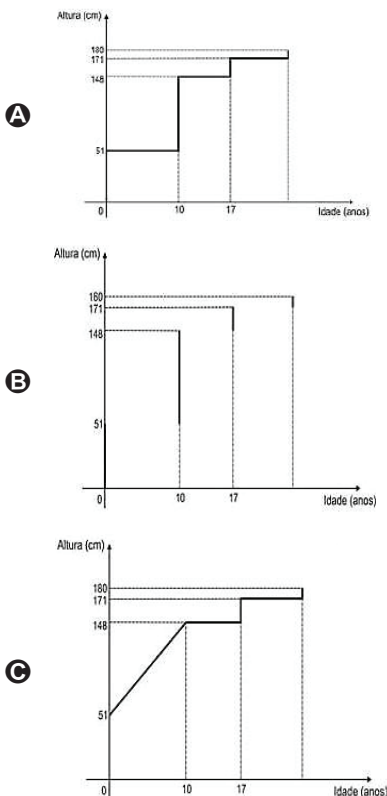 Altura (cm)
180
171
148
A
51
0
10
17
Idade (anos)
Altura (cm)
160
171
148
B
51
0
10
17
Idade (anos)
Altura (cm)
180
171
148
C
51
0
10
17
Idade (anos)